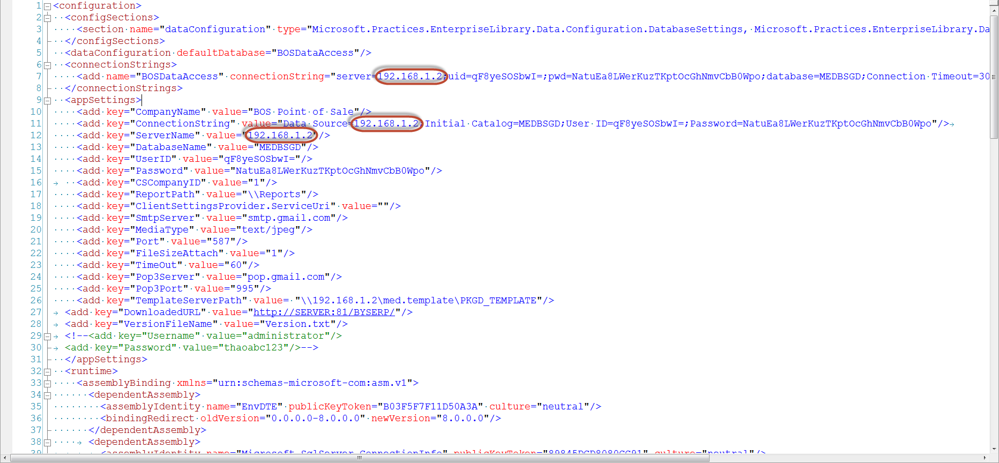 1 <configuration>
2 <configSections>
3 <section name="dataConfiguration" type="Microsoft.Practices.EnterpriseLibrary.Data.Configuration.DatabaseSettings, Microsoft.Practices.EnterpriseLibrary.Da
4 </configSections>
5 <dataConfiguration defaultDatabase="BOSDataAccess"/>
6 <connectionStrings>
7 <add name="BOSDataAccess" connectionString="server=192.168.1.2;uid=qF8yeSOSbwI=;pwd=NatuEa8LWerKuzTKptOcGhNmvCbB0Wpo;database=MEDBSGD;Connection Timeout=30
8 </connectionStrings>
9 <appSettings>
10 <add key="CompanyName" value="BOS Point of Sale"/>
11 <add key="ConnectionString" value="Data Source=192.168.1.2;Initial Catalog=MEDBSGD;User ID=qF8yeSOSbwI=;Password=NatuEa8LWerKuzTKptOcGhNmvCbB0Wpo"/>
12 <add key="ServerName" value="192.168.1.2"/>
13 <add key="DatabaseName" value="MEDBSGD"/>
14 <add key="UserID" value="qF8yeSOSbwI="/>
15 <add key="Password" value="NatuEa8LWerKuzTKptOcGhNmvCbB0Wpo"/>
16 <add key="CSCompanyID" value="1"/>
17 <add key="ReportPath" value="\\Reports"/>
18 <add key="ClientSettingsProvider.ServiceUri" value=""/>
19 <add key="SmtpServer" value="smtp.gmail.com"/>
20 <add key="MediaType" value="text/jpeg"/>
21 <add key="Port" value="587"/>
22 <add key="FileSizeAttach" value="1"/>
23 <add key="TimeOut" value="60"/>
24 <add key="Pop3Server" value="pop.gmail.com"/>
25 <add key="Pop3Port" value="995"/>
26 <add key="TemplateServerPath" value= "\\192.168.1.2\med.template\PKGD_TEMPLATE"/>
27 <add key="DownloadedURL" value="http://SERVER:81/BYSERP/"/>
28 <add key="VersionFileName" value="Version.txt"/>
29 <!--<add key="Username" value="administrator"/>
30 <add key="Password" value="thaoabc123"/>-->
31 </appSettings>
32 <runtime>
33 <assemblyBinding xmlns="urn:schemas-microsoft-com:asm.v1">
34 <dependentAssembly>
35 <assemblyIdentity name="EnvDTE" publicKeyToken="B03F5F7F11D50A3A" culture="neutral"/>
36 <bindingRedirect oldVersion="0.0.0.0-8.0.0.0" newVersion="8.0.0.0"/>
37 </dependentAssembly>
38 <dependentAssembly>
39 <assemblyIdentity name="Microsoft.SqlServer.ConnectionInfo" publicKeyToken="89845DCD8080CC91" culture="neutral"/>